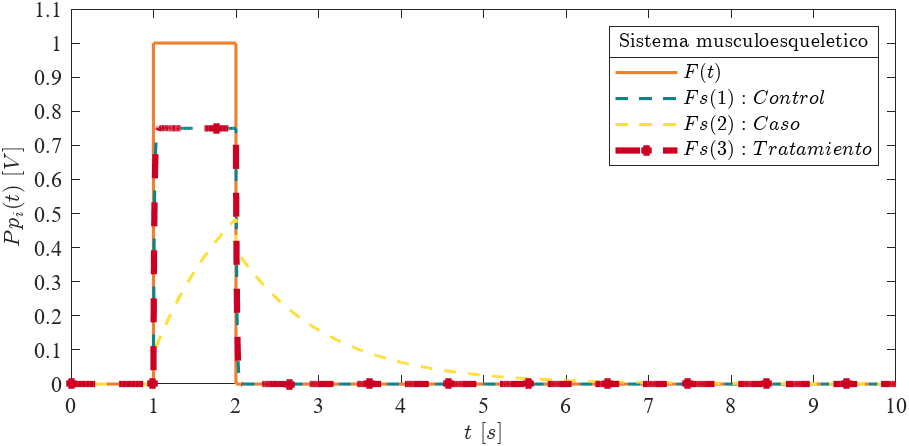 1.1
1
0.9
0.8
0.7
0.6
0.5
0.4
0.3
0.2
0.1
0
Pp_i(t) [V]
Sistema musculoesqueletico
F(t)
Fs(1) : Control
Fs(2) : Caso
Fs(3) : Tratamiento
0 1 2 3 4 5 6 7 8 9 10
t [s]